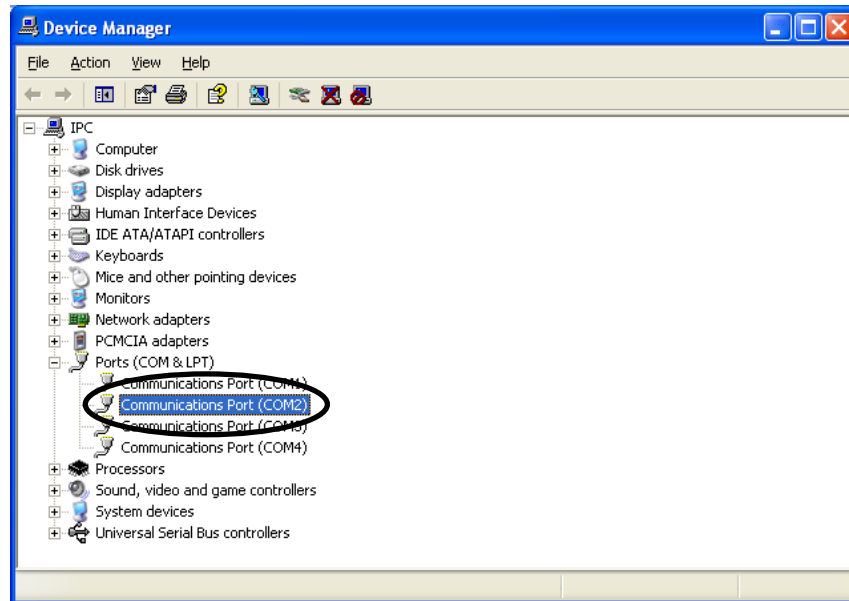 Device Manager
File Action View Help
IPC
Computer
Disk drives
Display adapters
Human Interface Devices
IDE ATA/ATAPI controllers
Keyboards
Mice and other pointing devices
Monitors
Network adapters
PCMCIA adapters
Ports (COM & LPT)
Communications Port (COM1)
Communications Port (COM2)
Communications Port (COM3)
Communications Port (COM4)
Processors
Sound, video and game controllers
System devices
Universal Serial Bus controllers